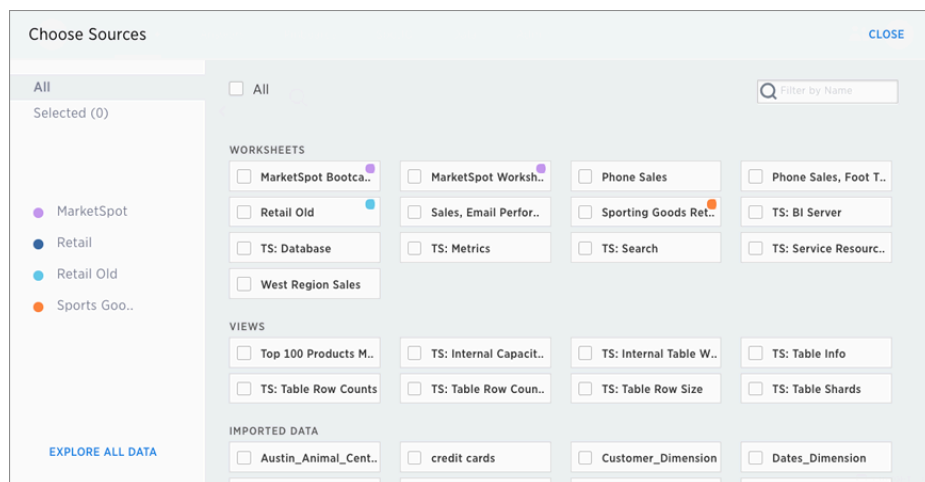 Choose Sources
CLOSE
All
Selected (0)
MarketSpot
Retail
Retail Old
Sports Goo..
EXPLORE ALL DATA
All
Filter by Name
WORKSHEETS
MarketSpot Bootca..
MarketSpot Worksh..
Phone Sales
Phone Sales, Foot T..
Retail Old
Sales, Email Perfor..
Sporting Goods Ret..
TS: BI Server
TS: Database
TS: Metrics
TS: Search
TS: Service Resourc..
West Region Sales
VIEWS
Top 100 Products M..
TS: Internal Capacit..
TS: Internal Table W..
TS: Table Info
TS: Table Row Counts
TS: Table Row Coun..
TS: Table Row Size
TS: Table Shards
IMPORTED DATA
Austin_Animal_Cent..
credit cards
Customer_Dimension
Dates_Dimension